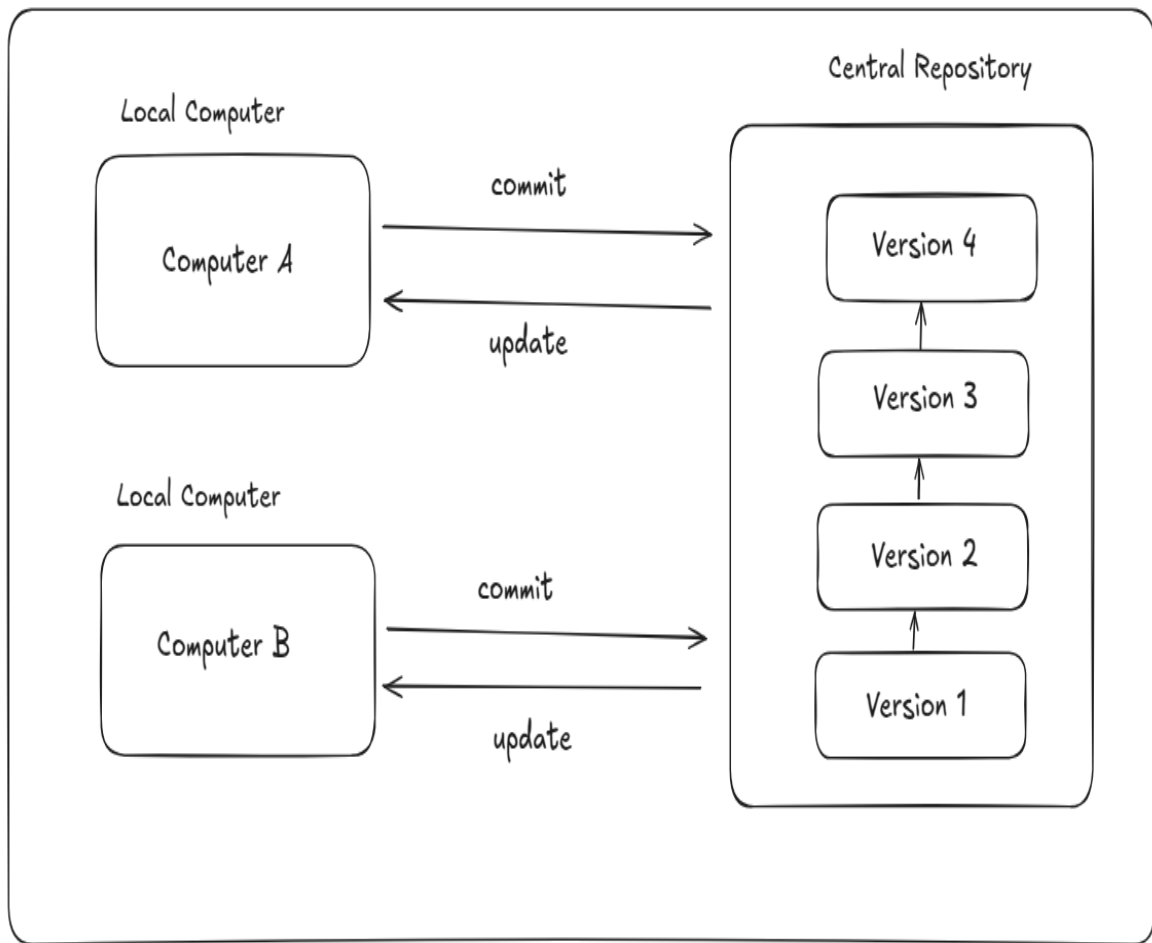 Central Repository
Local Computer
commit
Computer A
update
Version 4
Version 3
Local Computer
Version 2
commit
Computer B
update
Version 1